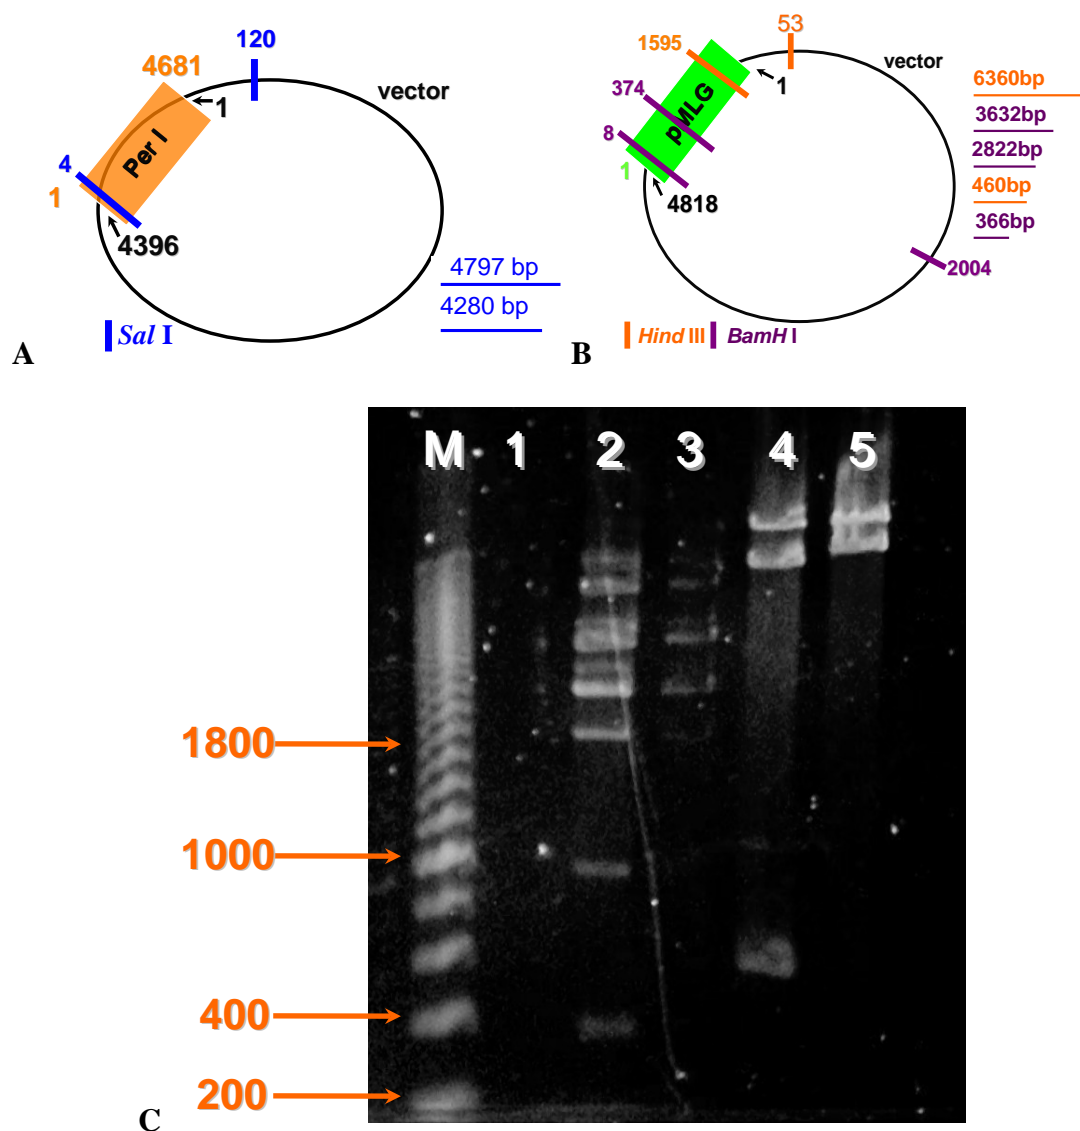 120
4681
1
vector
Per I
4
1
4396
4797 bp
4280 bp
Sal I
A
53
1595
vector
1
374
pMLG
8
1
4818
2004
6360bp
3632bp
2822bp
460bp
366bp
Hind III BamH I
B
M 1 2 3 4 5
1800
1000
400
200
C